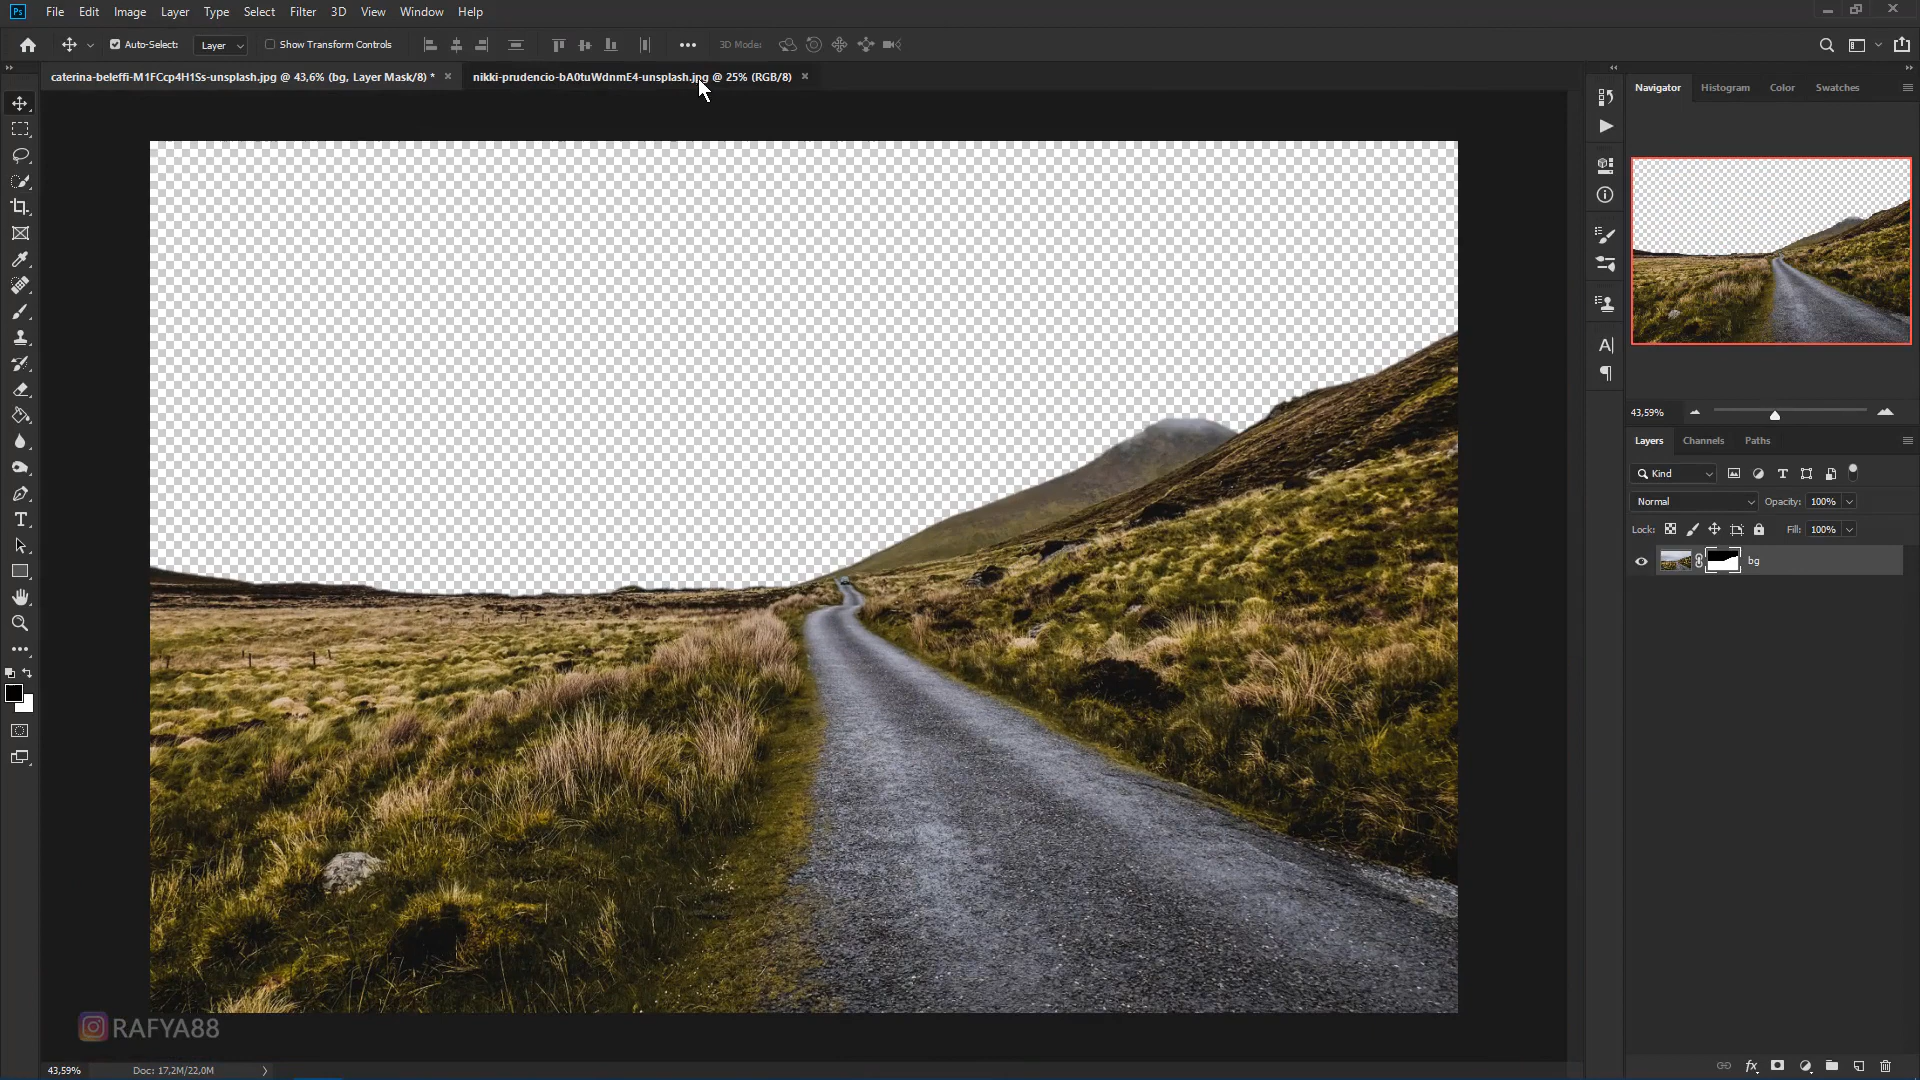 Ps File Edit Image Layer Type Select Filter 3D View Window Help
Auto-Select: Layer Show Transform Controls 3D Mode:
caterina-beleffi-M1FCcp4H1Ss-unsplash.jpg @ 43,6% (bg, Layer Mask/8) * nikki-prudencio-bA0tuWdnmE4-unsplash.jpg @ 25% (RGB/8)
Navigator Histogram Color Swatches
43,59%
Layers Channels Paths
Kind
Normal Opacity: 100%
Lock: Fill: 100%
bg
RAFYA88
43,59% Doc: 17,2M/22,0M
fx